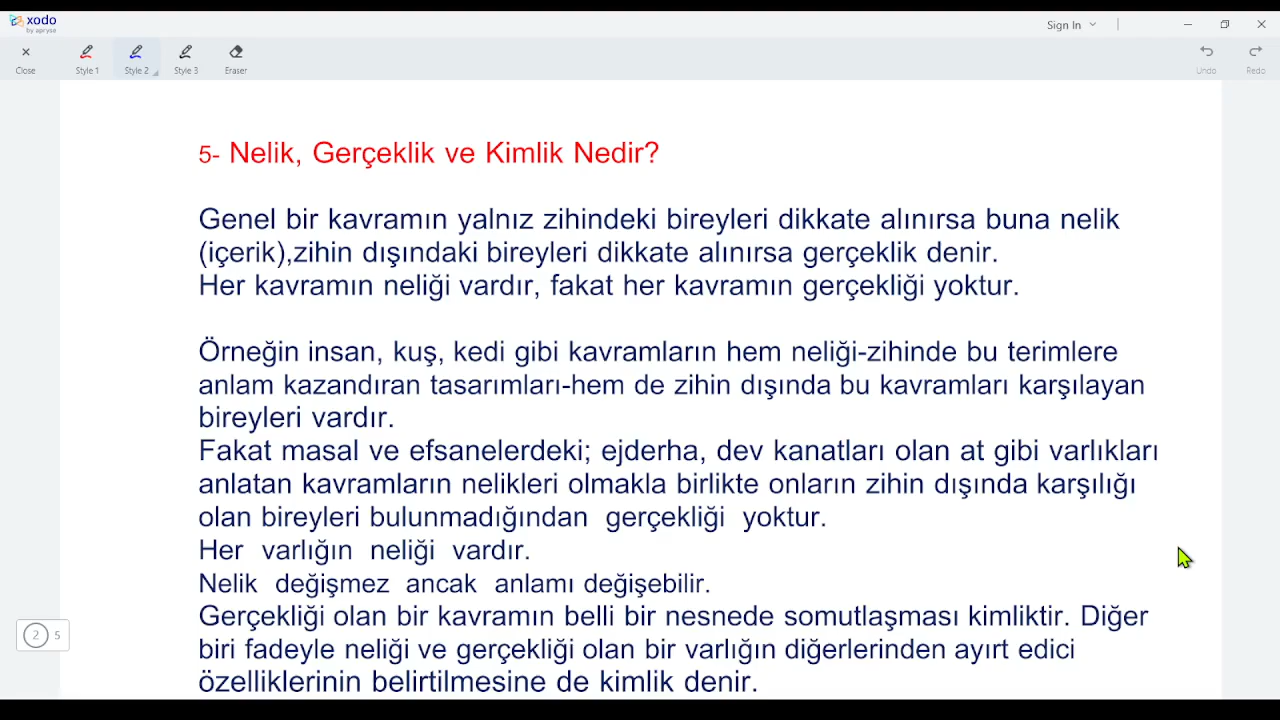 xodo
by apryse
Sign In
Close
Style 1
Style 2
Style 3
Eraser
Undo
Redo
5- Nelik, Gerçeklik ve Kimlik Nedir?
Genel bir kavramın yalnız zihindeki bireyleri dikkate alınırsa buna nelik
(içerik),zihin dışındaki bireyleri dikkate alınırsa gerçeklik denir.
Her kavramın neliği vardır, fakat her kavramın gerçekliği yoktur.
Örneğin insan, kuş, kedi gibi kavramların hem neliği-zihinde bu terimlere
anlam kazandıran tasarımları-hem de zihin dışında bu kavramları karşılayan
bireyleri vardır.
Fakat masal ve efsanelerdeki; ejderha, dev kanatları olan at gibi varlıkları
anlatan kavramların nelikleri olmakla birlikte onların zihin dışında karşılığı
olan bireyleri bulunmadığından gerçekliği yoktur.
Her varlığın neliği vardır.
Nelik değişmez ancak anlamı değişebilir.
Gerçekliği olan bir kavramın belli bir nesnede somutlaşması kimliktir. Diğer
biri fadeyle neliği ve gerçekliği olan bir varlığın diğerlerinden ayırt edici
özelliklerinin belirtilmesine de kimlik denir.
2 5